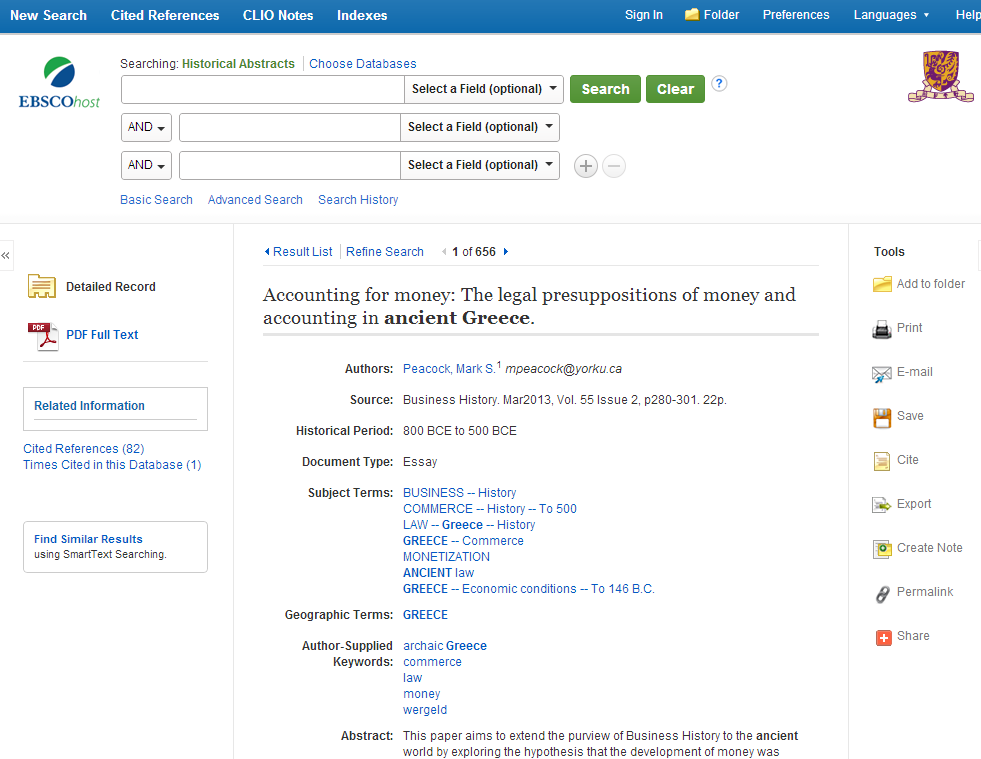 New Search Cited References CLIO Notes Indexes Sign In Folder Preferences Languages Help
Searching: Historical Abstracts Choose Databases
EBSCOhost
Select a Field (optional) Search Clear ?
AND Select a Field (optional)
AND Select a Field (optional)
Basic Search Advanced Search Search History
«
Detailed Record
PDF PDF Full Text
Related Information
Cited References (82)
Times Cited in this Database (1)
Find Similar Results
using SmartText Searching.
Result List Refine Search 1 of 656
Accounting for money: The legal presuppositions of money and
accounting in ancient Greece.
Authors: Peacock, Mark S.1 mpeacock@yorku.ca
Source: Business History. Mar2013, Vol. 55 Issue 2, p280-301. 22p.
Historical Period: 800 BCE to 500 BCE
Document Type: Essay
Subject Terms: BUSINESS -- History
COMMERCE -- History -- To 500
LAW -- Greece -- History
GREECE -- Commerce
MONETIZATION
ANCIENT law
GREECE -- Economic conditions -- To 146 B.C.
Geographic Terms: GREECE
Author-Supplied Keywords: archaic Greece
commerce
law
money
wergeld
Abstract: This paper aims to extend the purview of Business History to the ancient
world by exploring the hypothesis that the development of money was
Tools
Add to folder
Print
E-mail
Save
Cite
Export
Create Note
Permalink
Share